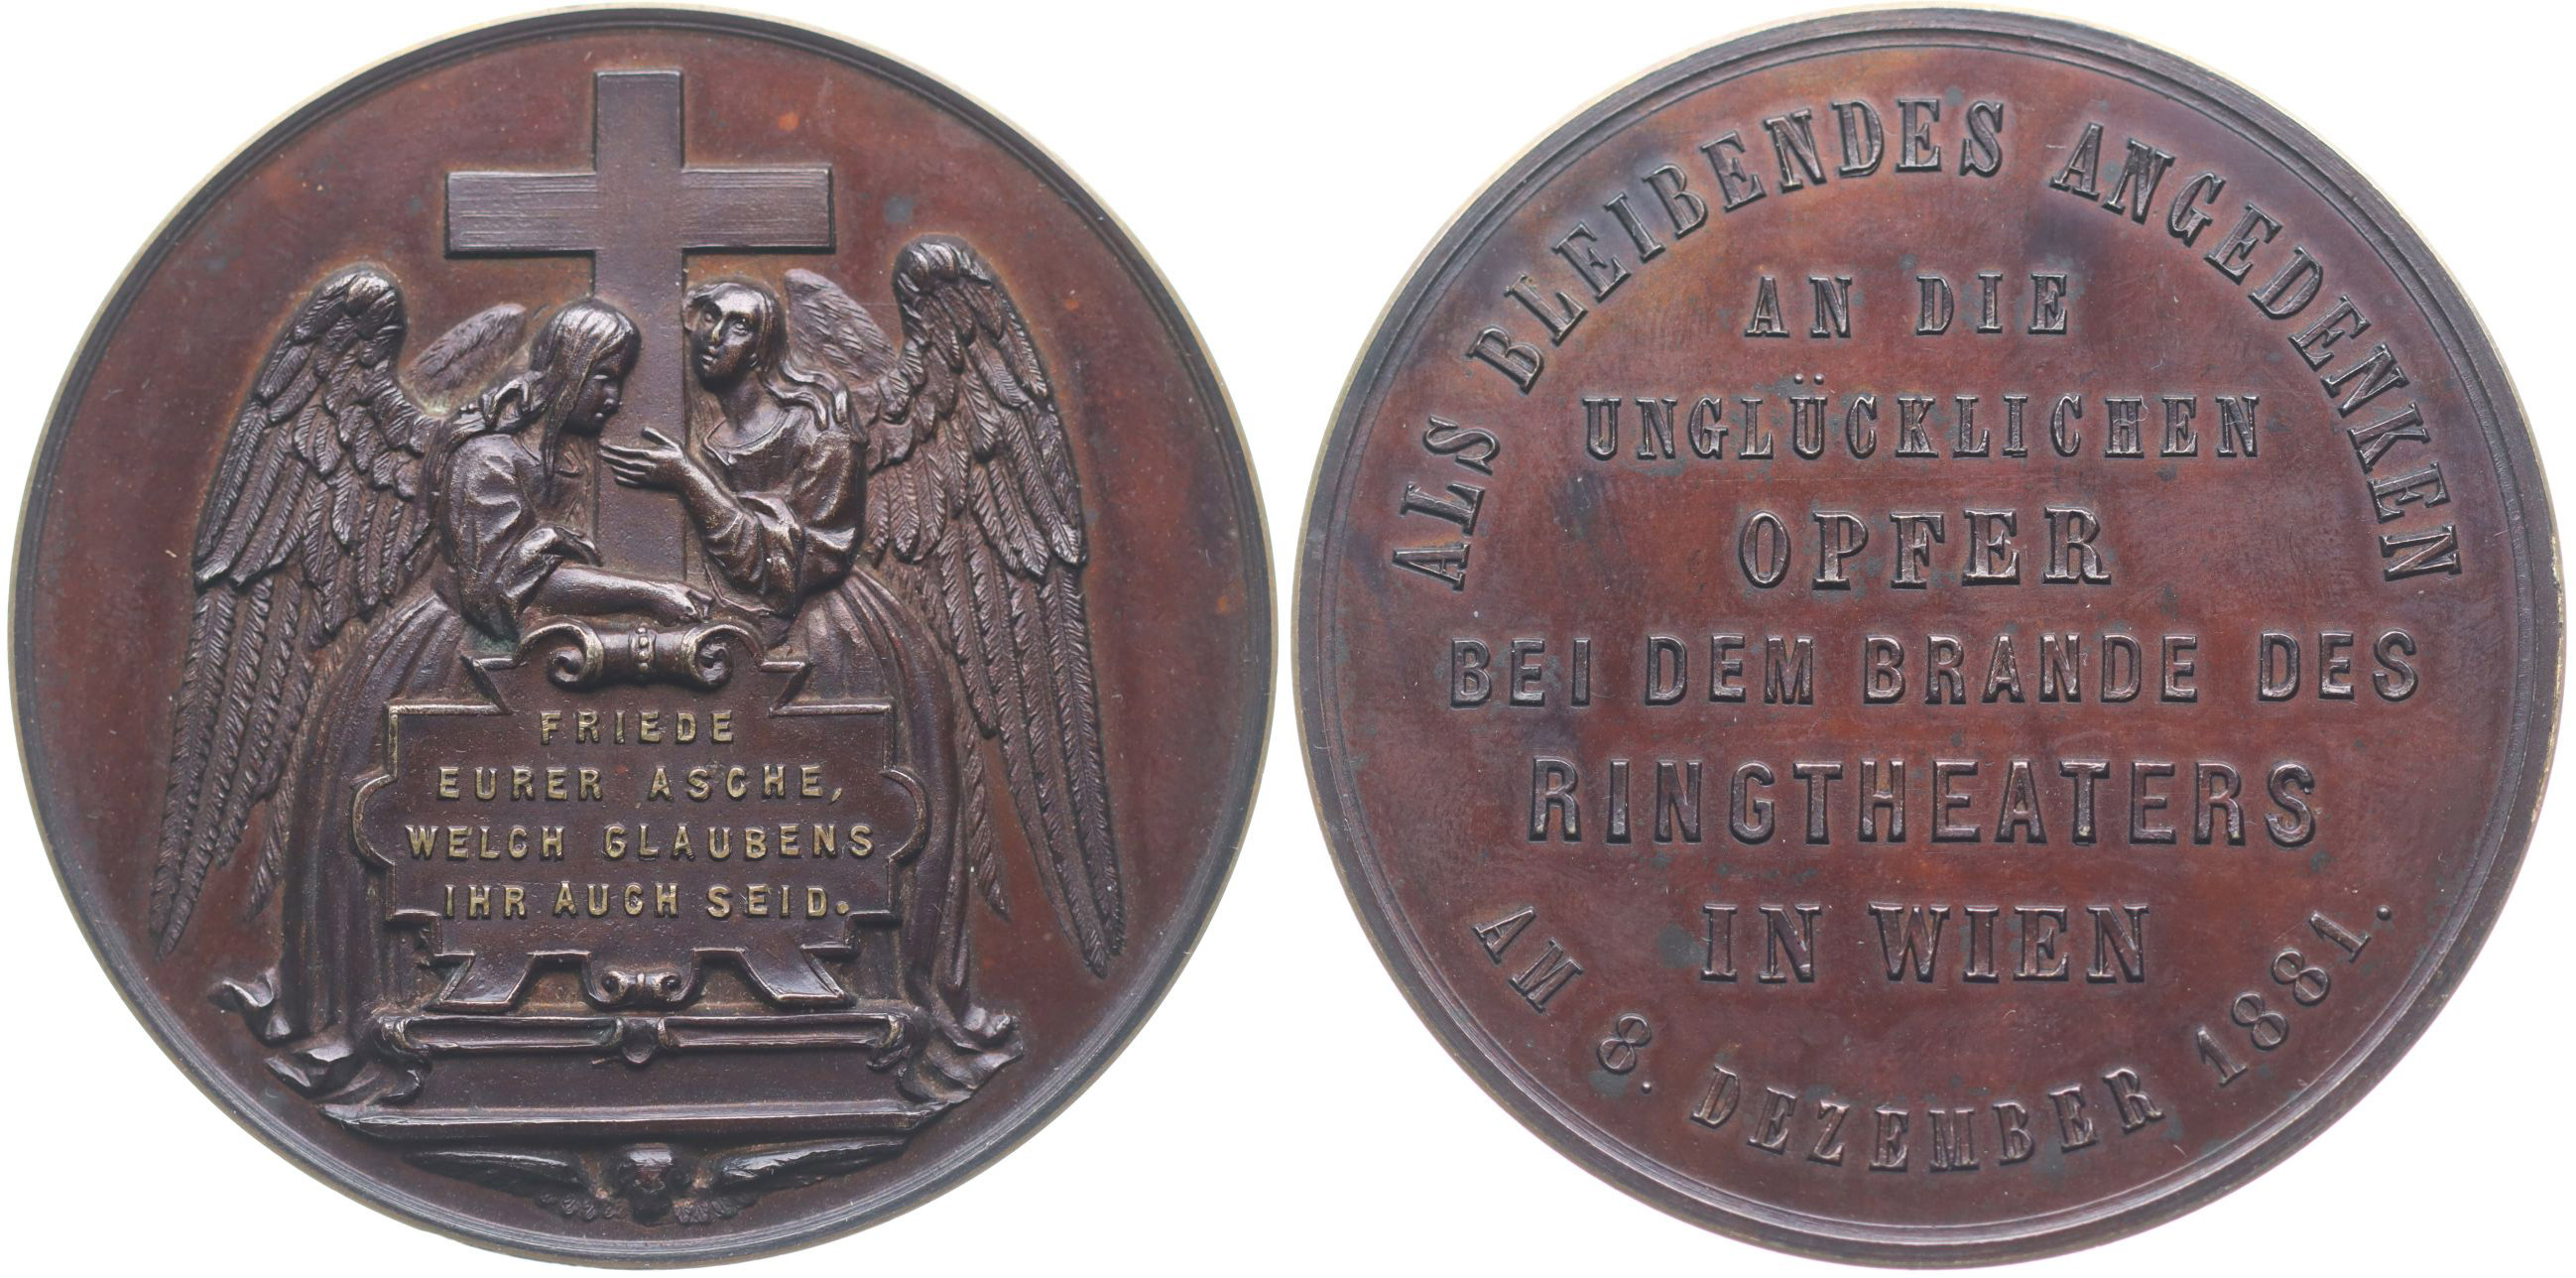 FRIEDE
EURER ASCHE,
WELCH GLAUBENS
IHR AUCH SEID.
ALS BLEIBENDES ANGEDENKEN
AN DIE
UNGLÜCKLICHEN
OPFER
BEI DEM BRANDE DES
RINGTHEATERS
IN WIEN
AM 8. DEZEMBER 1881.